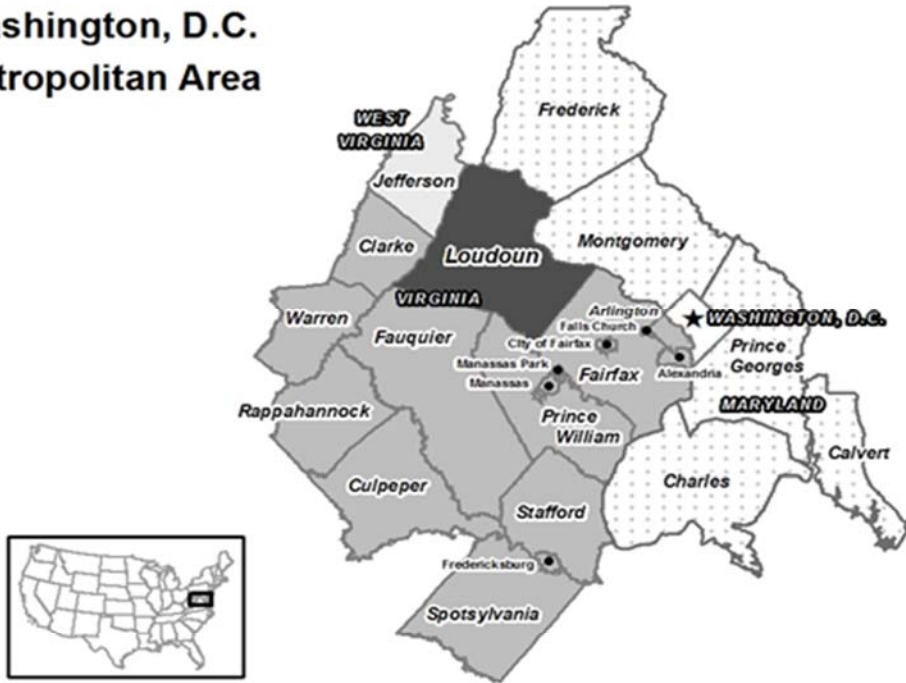 shington, D.C.
tropolitan Area
Frederick
WEST
VIRGINIA
Jefferson
Montgomery
Clarke
Loudoun
VIRGINIA
Warren
Fauquier
Arlington
Falls Church
City of Fairfax
WASHINGTON, D.C.
Manassas Park
Manassas
Fairfax
Alexandria
Prince
Georges
MARYLAND
Rappahannock
Prince
William
Calvert
Culpeper
Charles
Stafford
Fredericksburg
Spotsylvania